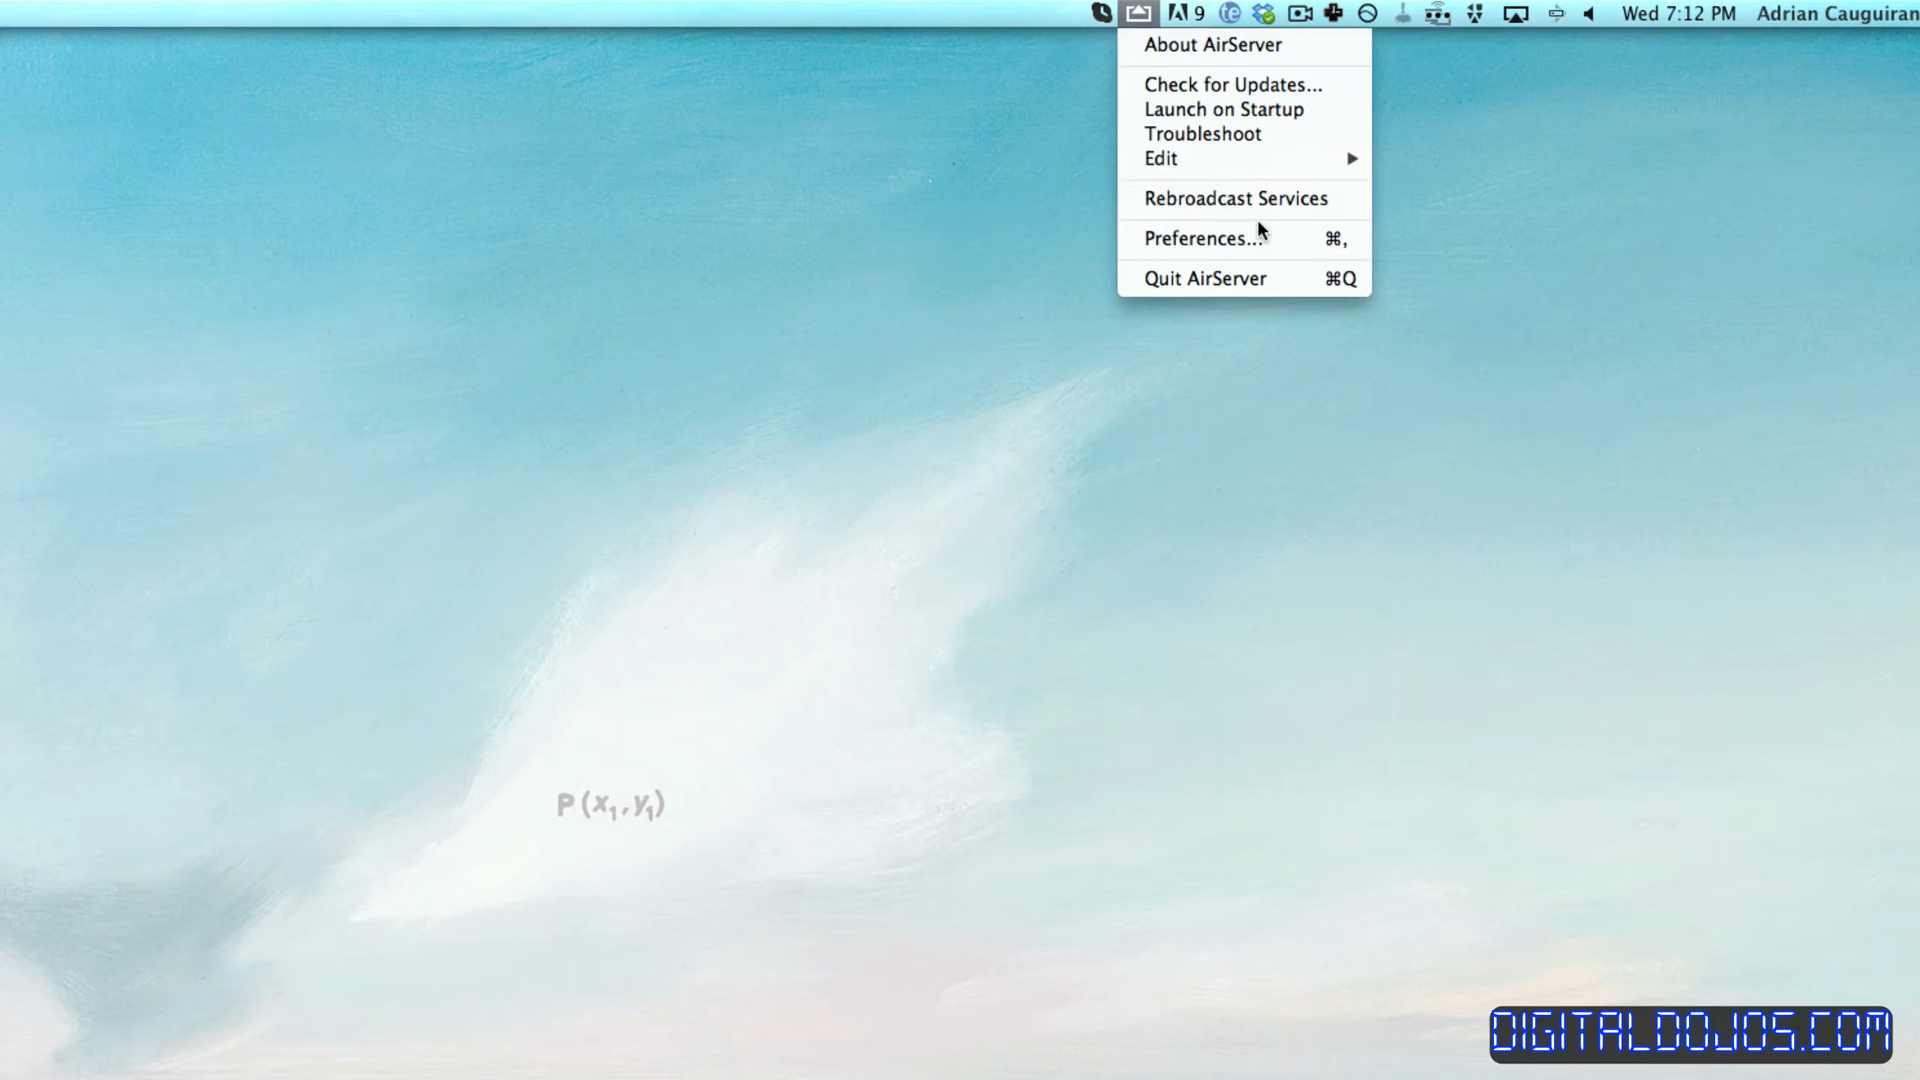 9 Wed 7:12 PM Adrian Cauguiran
About AirServer
Check for Updates...
Launch on Startup
Troubleshoot
Edit
Rebroadcast Services
Preferences... ⌘,
Quit AirServer ⌘Q
P(x₁,y₁)
DIGITALDOJOS.COM